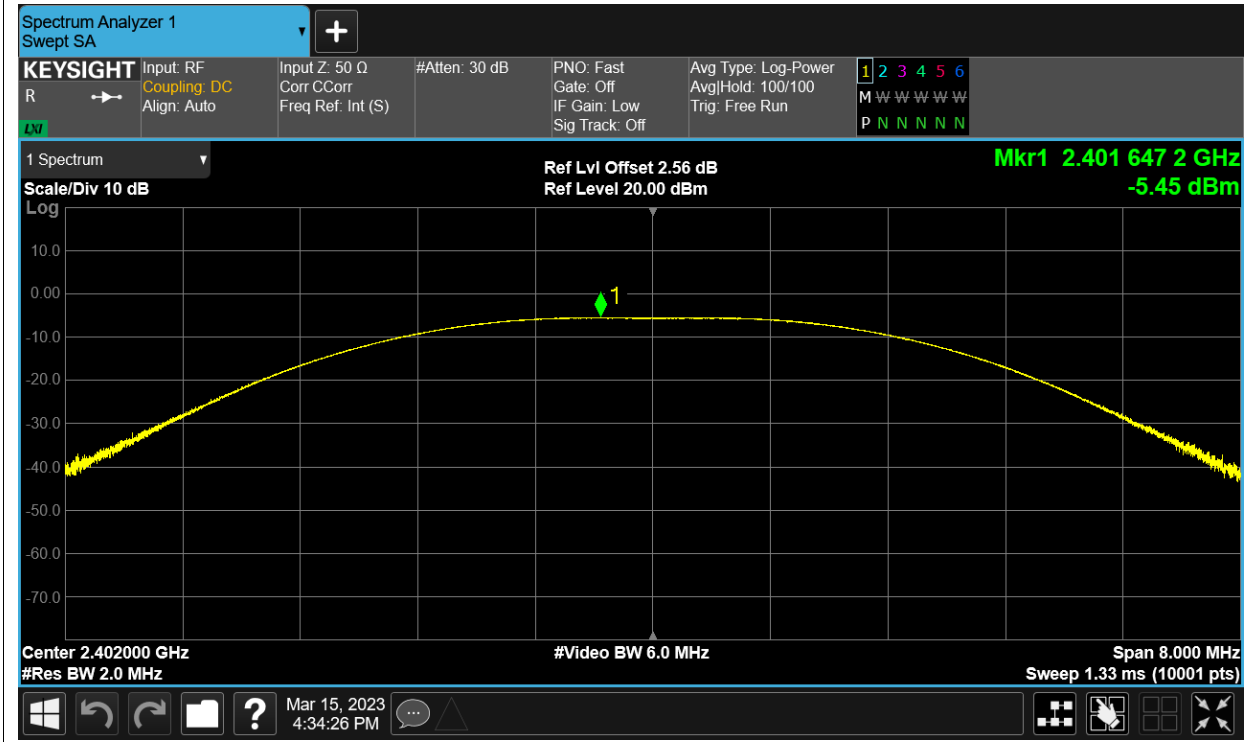 Spectrum Analyzer 1
Swept SA
+
KEYSIGHT
R
LXI
Input: RF
Coupling: DC
Align: Auto
Input Z: 50 Ω
Corr CCorr
Freq Ref: Int (S)
#Atten: 30 dB
PNO: Fast
Gate: Off
IF Gain: Low
Sig Track: Off
Avg Type: Log-Power
Avg|Hold: 100/100
Trig: Free Run
1 2 3 4 5 6
M W W W W W W
P N N N N N N
1 Spectrum
Scale/Div 10 dB
Log
Ref Lvl Offset 2.56 dB
Ref Level 20.00 dBm
Mkr1 2.401 647 2 GHz
-5.45 dBm
10.0
0.00
-10.0
-20.0
-30.0
-40.0
-50.0
-60.0
-70.0
1
Center 2.402000 GHz
#Video BW 6.0 MHz
Span 8.000 MHz
#Res BW 2.0 MHz
Sweep 1.33 ms (10001 pts)
?
Mar 15, 2023
4:34:26 PM